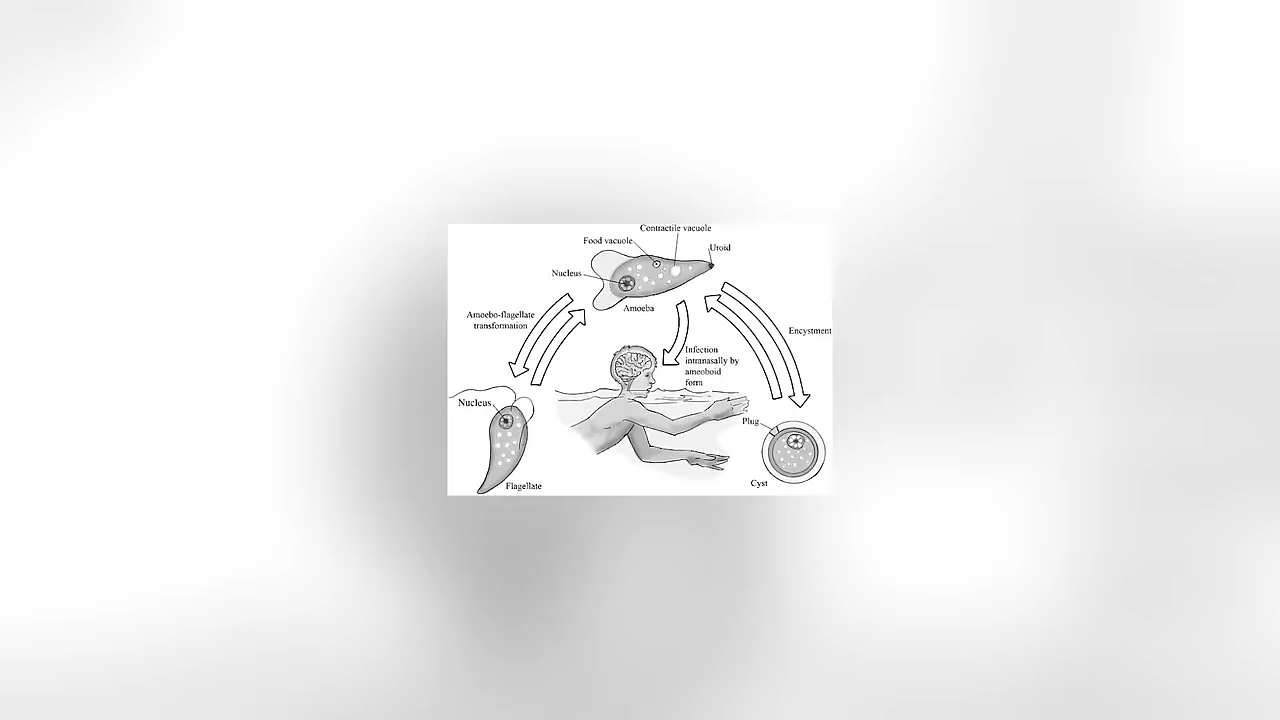 Contractile vacuole
Food vacuole
Uroid
Nucleus
Amoeba
Amoebo-flagellate
transformation
Encystment
Infection
intranasally by
ameoboid
form
Nucleus
Plug
Cyst
Flagellate